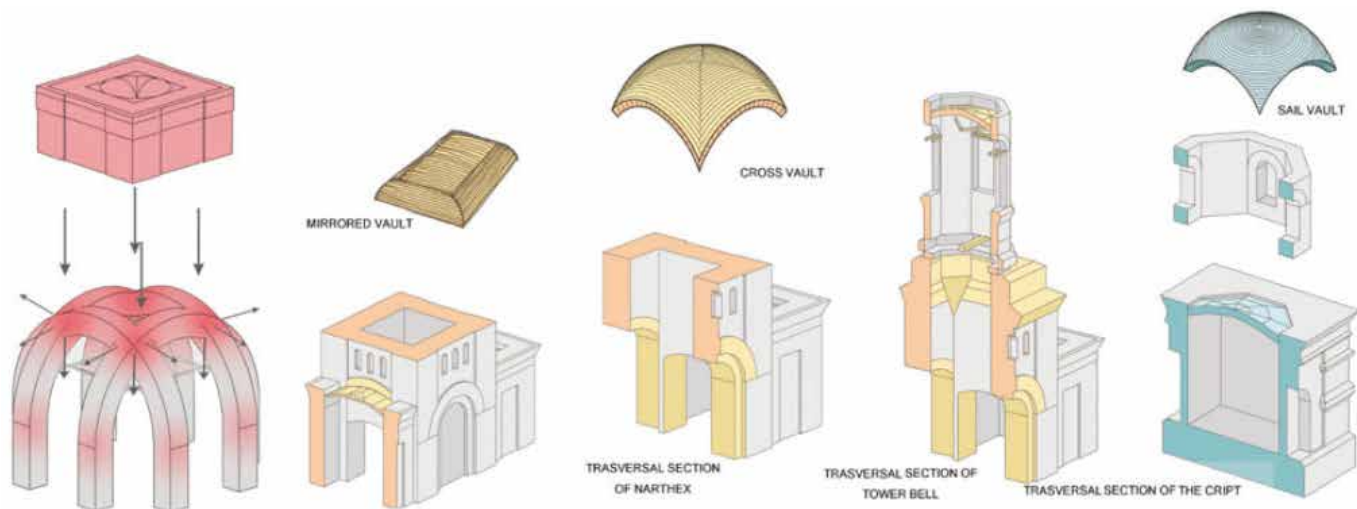 SAIL VAULT
CROSS VAULT
MIRRORED VAULT
TRASVERSAL SECTION
OF NARTHEX
TRASVERSAL SECTION OF
TOWER BELL
TRASVERSAL SECTION OF THE CRIPT